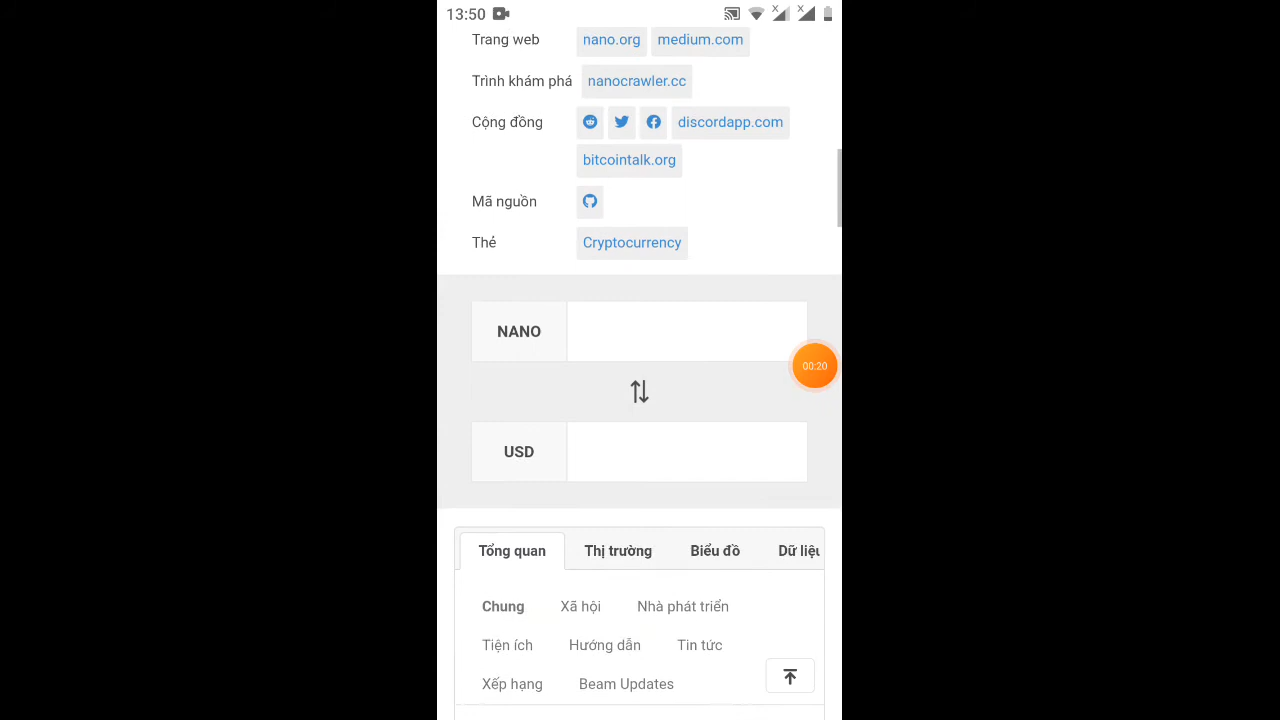 13:50
Trang web nano.org medium.com
Trình khám phá nanocrawler.cc
Cộng đồng discordapp.com
bitcointalk.org
Mã nguồn
Thẻ Cryptocurrency
NANO
00:20
USD
Tổng quan Thị trường Biểu đồ Dữ liệu
Chung Xã hội Nhà phát triển
Tiện ích Hướng dẫn Tin tức
Xếp hạng Beam Updates